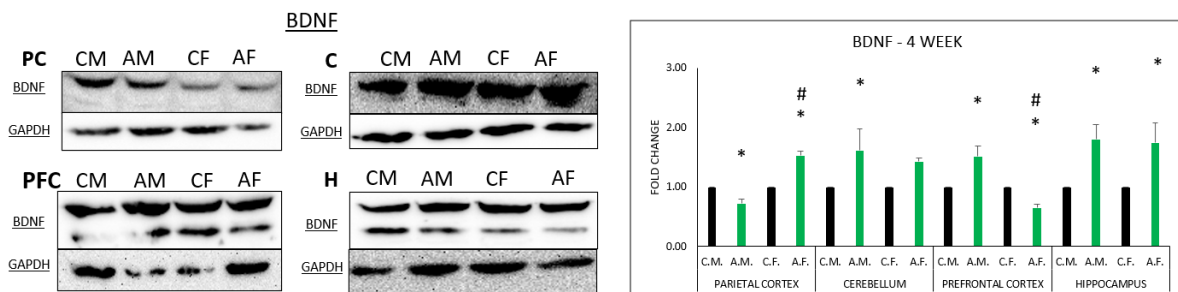 BDNF
PC CM AM CF AF
BDNF
GAPDH
C CM AM CF AF
BDNF
GAPDH
PFC CM AM CF AF
BDNF
GAPDH
H CM AM CF AF
BDNF
GAPDH
BDNF - 4 WEEK
3.00
2.00
1.00
0.00
FOLD CHANGE
* # * * * # * * *
C.M. A.M. C.F. A.F. C.M. A.M. C.F. A.F. C.M. A.M. C.F. A.F. C.M. A.M. C.F. A.F.
PARIETAL CORTEX CEREBELLUM PREFRONTAL CORTEX HIPPOCAMPUS